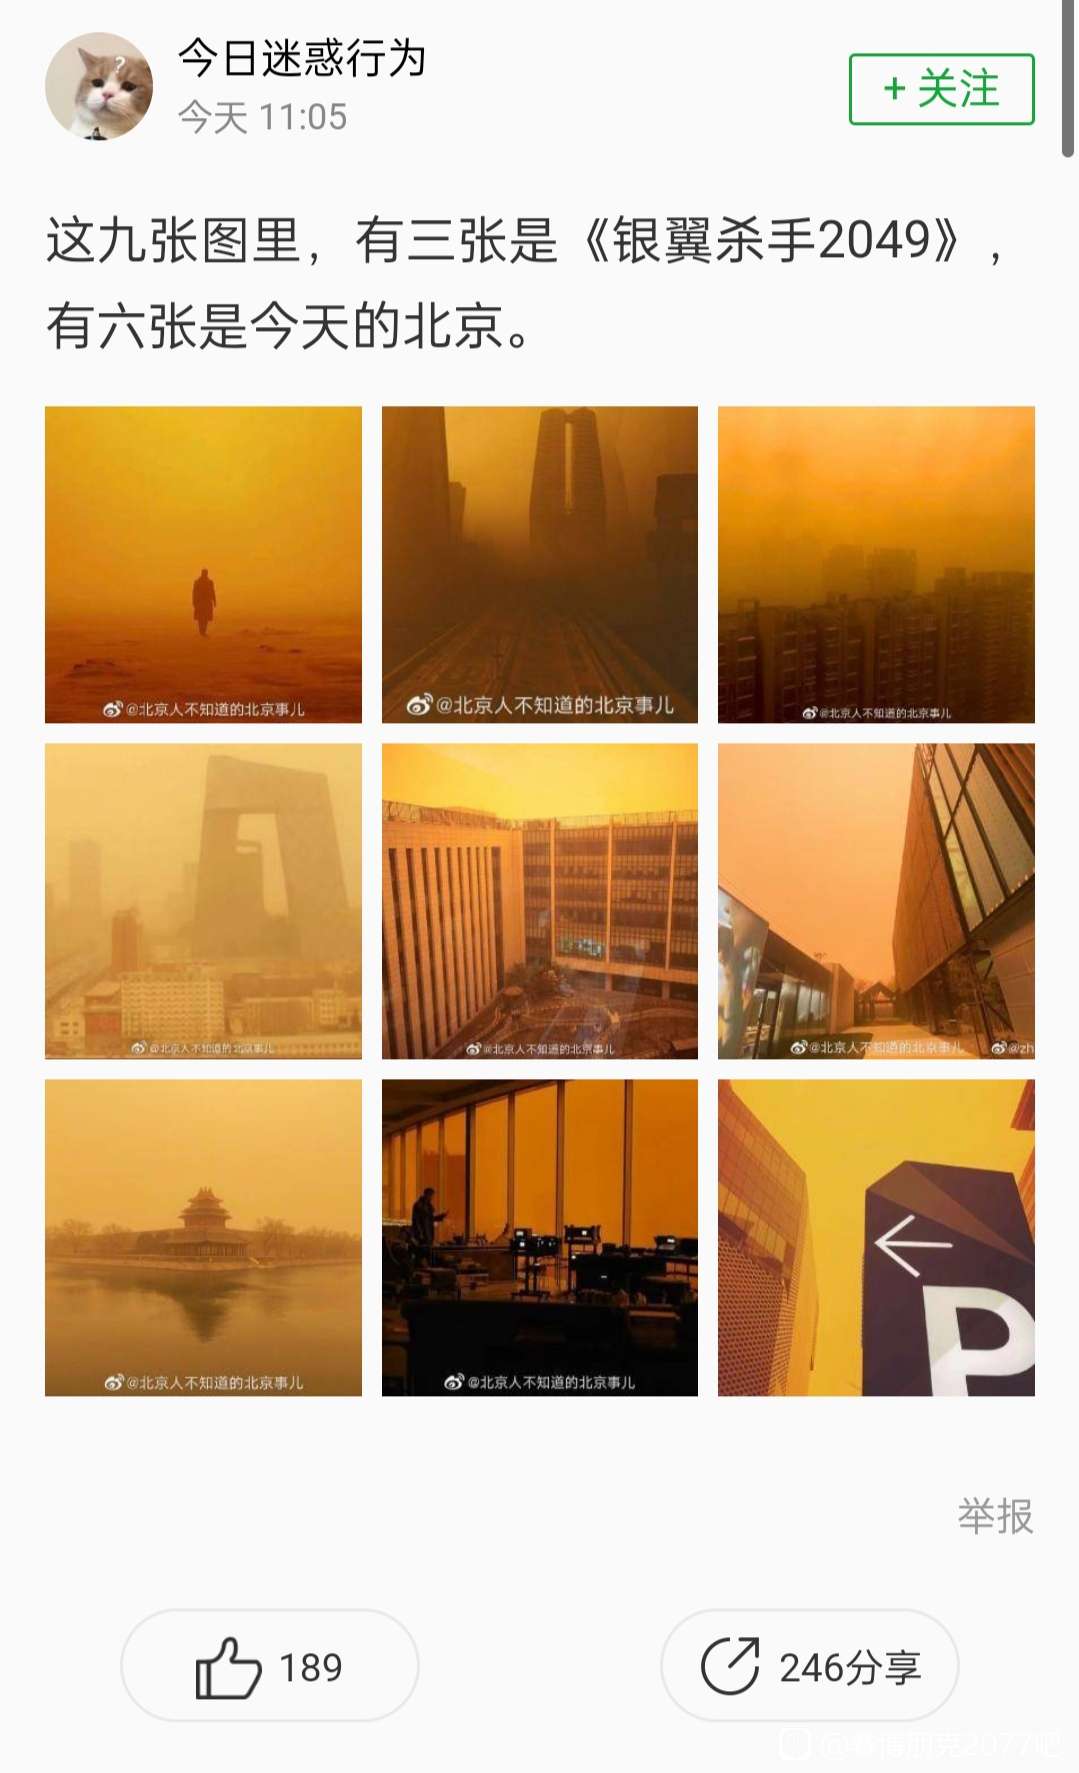 今日迷惑行为
今天 11:05
+ 关注
这九张图里，有三张是《银翼杀手2049》，
有六张是今天的北京。
@北京人不知道的北京事儿
@北京人不知道的北京事儿
@北京人不知道的北京事儿
@北京人不知道的北京事儿
@北京人不知道的北京事儿
@北京人不知道的北京事儿
@zh
@北京人不知道的北京事儿
@北京人不知道的北京事儿
P
举报
189
246分享
朋克2077吧